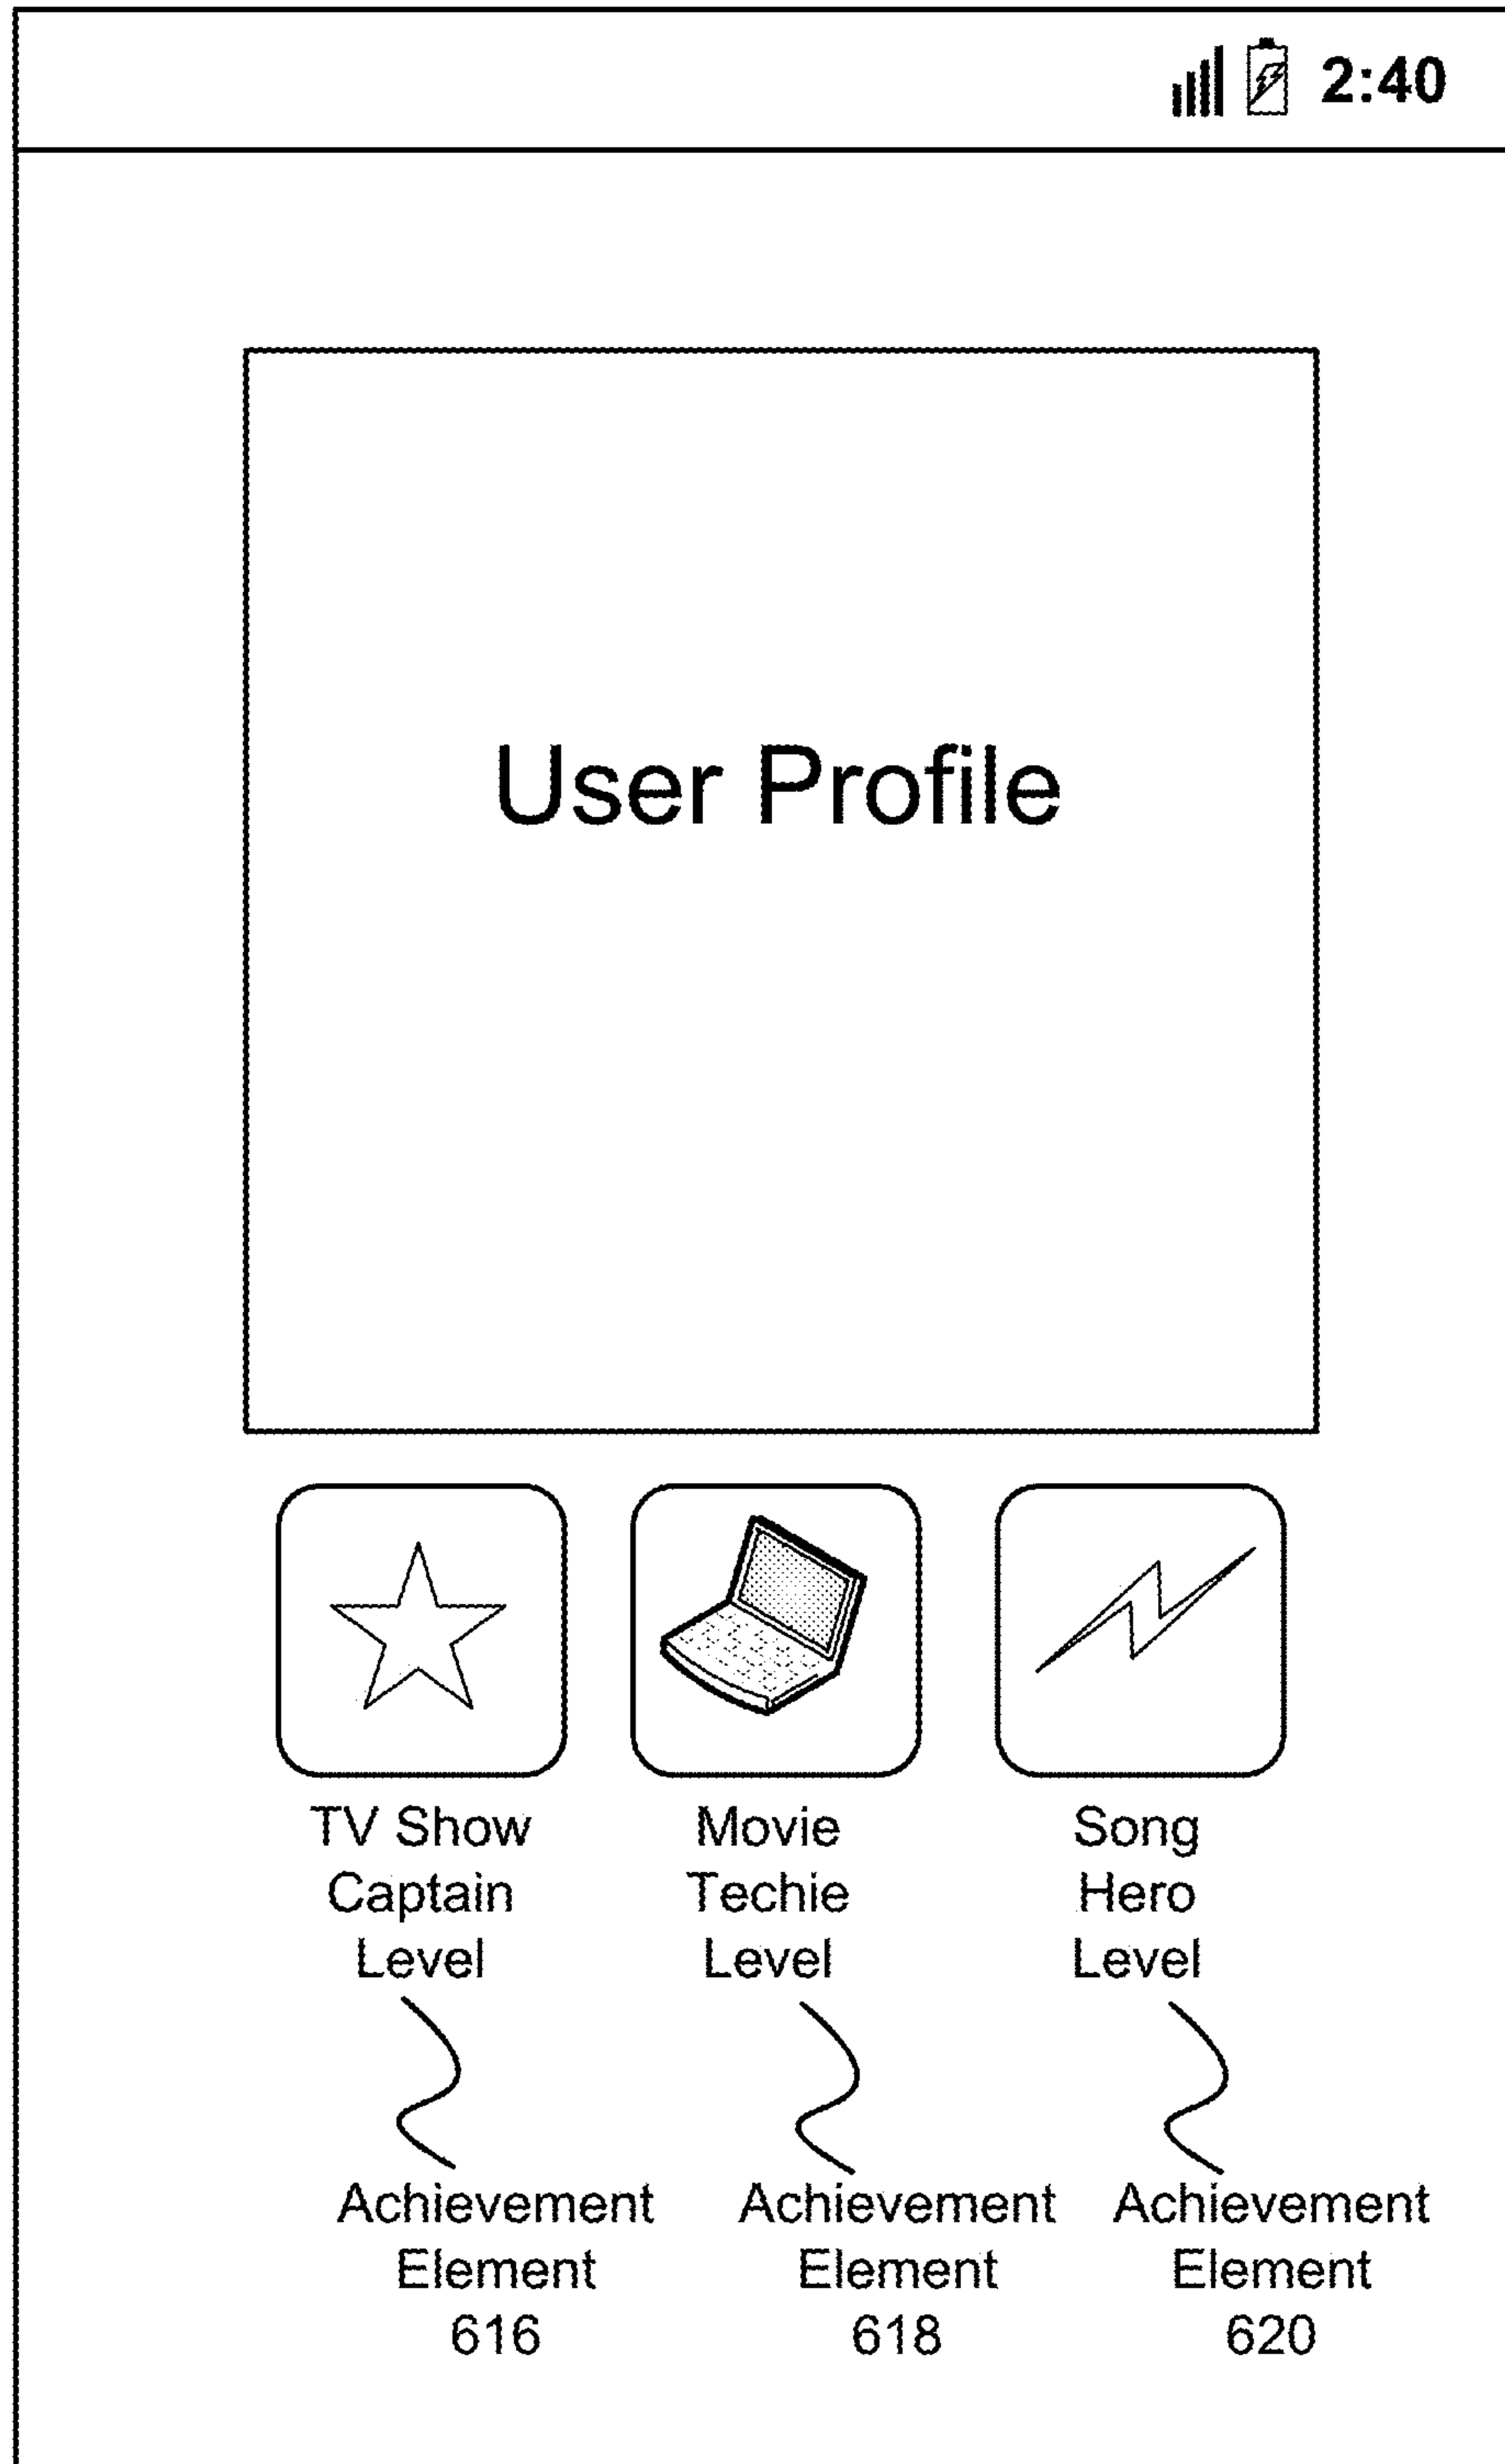 2:40
User Profile
TV Show
Captain
Level
Movie
Techie
Level
Song
Hero
Level
Achievement
Element
616
Achievement
Element
618
Achievement
Element
620